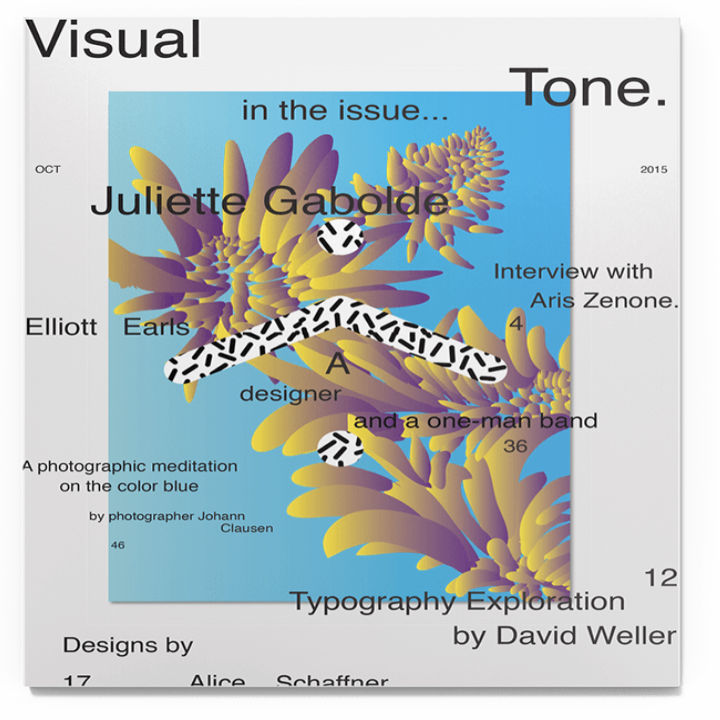 Visual
Tone.
in the issue...
OCT
2015
Juliette Gabolde
Interview with
Aris Zenone.
4
Elliott Earls
A
designer
and a one-man band
36
A photographic meditation
on the color blue
by photographer Johann
Clausen
46
12
Typography Exploration
by David Weller
Designs by
17 Alice Schaffner